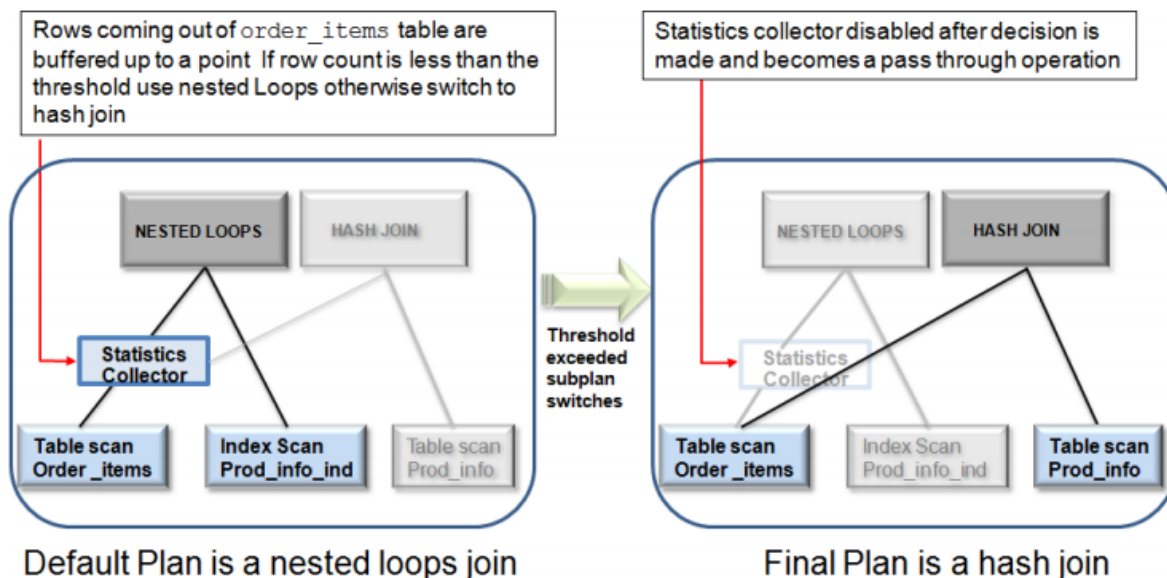 Rows coming out of order_items table are
buffered up to a point If row count is less than the
threshold use nested Loops otherwise switch to
hash join
Statistics collector disabled after decision is
made and becomes a pass through operation
NESTED LOOPS
HASH JOIN
Statistics
Collector
Table scan
Order _items
Index Scan
Prod_info_ind
Table scan
Prod_info
Threshold
exceeded
subplan
switches
NESTED LOOPS
HASH JOIN
Statistics
Collector
Table scan
Order _items
Index Scan
Prod_info_ind
Table scan
Prod_info
Default Plan is a nested loops join
Final Plan is a hash join